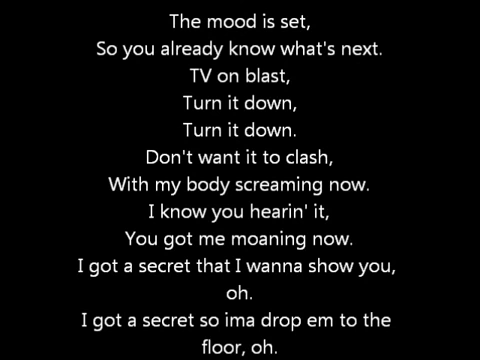 The mood is set,
So you already know what's next.
TV on blast,
Turn it down,
Turn it down.
Don't want it to clash,
With my body screaming now.
I know you hearin' it,
You got me moaning now.
I got a secret that I wanna show you,
oh.
I got a secret so ima drop em to the
floor, oh.